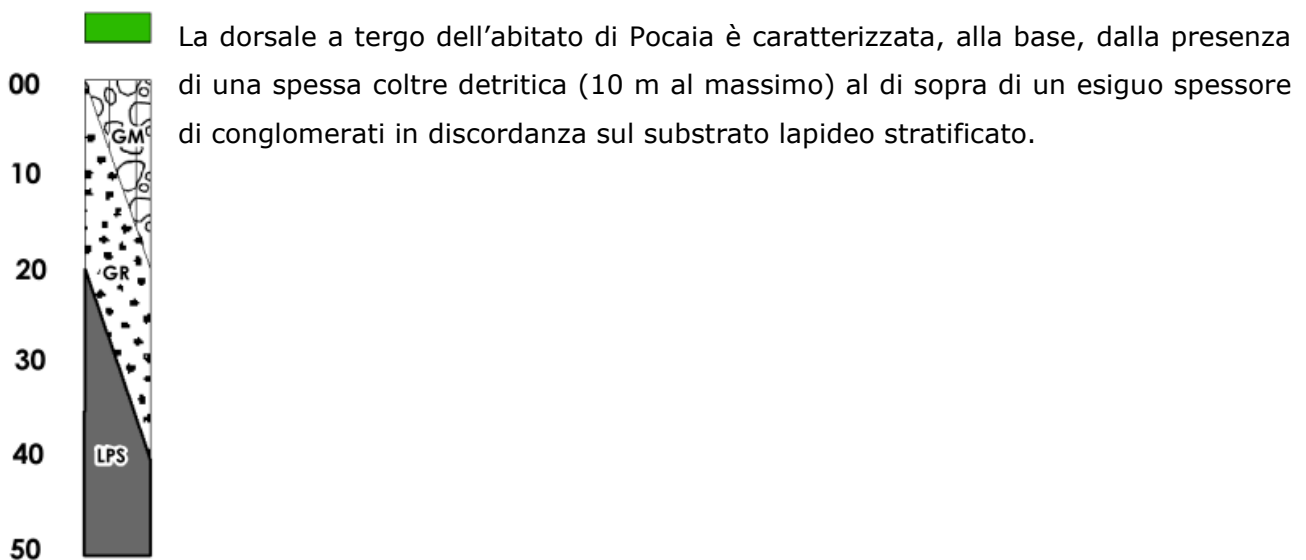 La dorsale a tergo dell’abitato di Pocaia è caratterizzata, alla base, dalla presenza
di una spessa coltre detritica (10 m al massimo) al di sopra di un esiguo spessore
di conglomerati in discordanza sul substrato lapideo stratificato.
00
GM
10
20
GR
30
40
LPS
50